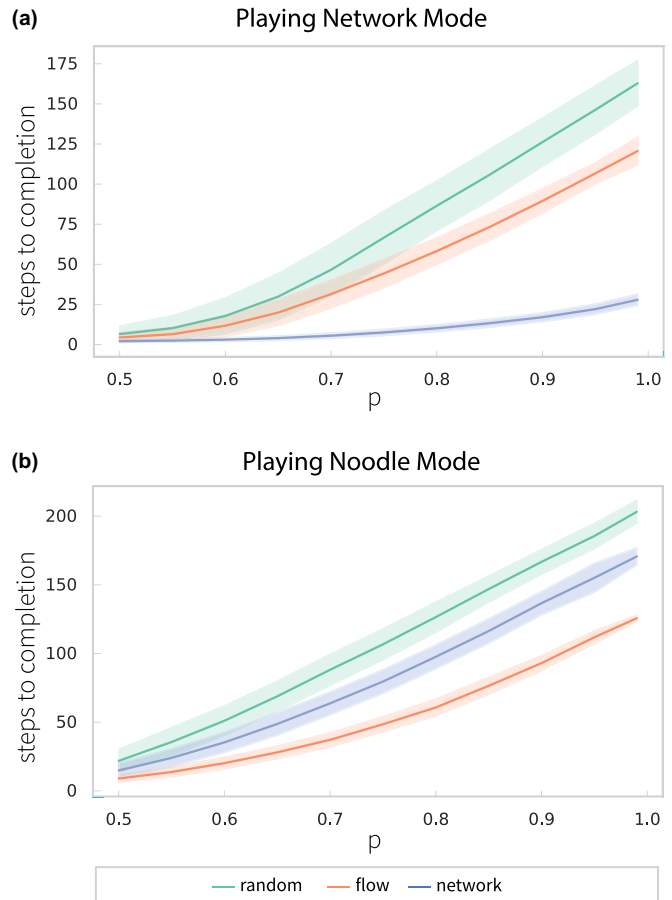 (a)
Playing Network Mode
steps to completion
175
150
125
100
75
50
25
0
0.5 0.6 0.7 0.8 0.9 1.0
p
(b)
Playing Noodle Mode
steps to completion
200
150
100
50
0
0.5 0.6 0.7 0.8 0.9 1.0
p
random flow network